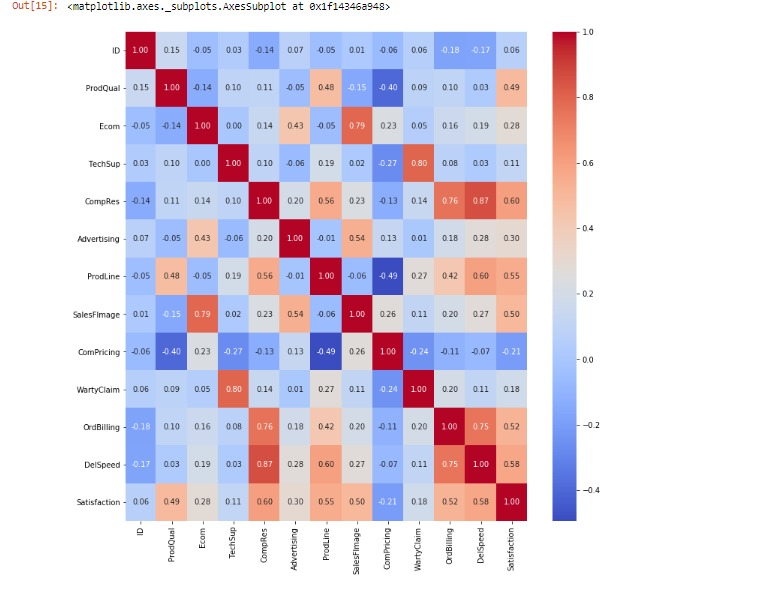 Out[15]: <matplotlib.axes._subplots.AxesSubplot at 0x1f14346a948>
ID 1.00 0.15 -0.05 0.03 -0.14 0.07 -0.05 0.01 -0.06 0.06 -0.18 -0.17 0.06
ProdQual 0.15 1.00 -0.14 0.10 0.11 -0.05 0.48 -0.15 -0.40 0.09 0.10 0.03 0.49
Ecom -0.05 -0.14 1.00 0.00 0.14 0.43 -0.05 0.79 0.23 0.05 0.16 0.19 0.28
TechSup 0.03 0.10 0.00 1.00 0.10 -0.06 0.19 0.02 -0.27 0.80 0.08 0.03 0.11
CompRes -0.14 0.11 0.14 0.10 1.00 0.20 0.56 0.23 -0.13 0.14 0.76 0.87 0.60
Advertising 0.07 -0.05 0.43 -0.06 0.20 1.00 -0.01 0.54 0.13 0.01 0.18 0.28 0.30
ProdLine -0.05 0.48 -0.05 0.19 0.56 -0.01 1.00 -0.06 -0.49 0.27 0.42 0.60 0.55
SalesFImage 0.01 -0.15 0.79 0.02 0.23 0.54 -0.06 1.00 0.26 0.11 0.20 0.27 0.50
ComPricing -0.06 -0.40 0.23 -0.27 -0.13 0.13 -0.49 0.26 1.00 -0.24 -0.11 -0.07 -0.21
WartyClaim 0.06 0.09 0.05 0.80 0.14 0.01 0.27 0.11 -0.24 1.00 0.20 0.11 0.18
OrdBilling -0.18 0.10 0.16 0.08 0.76 0.18 0.42 0.20 -0.11 0.20 1.00 0.75 0.52
DelSpeed -0.17 0.03 0.19 0.03 0.87 0.28 0.60 0.27 -0.07 0.11 0.75 1.00 0.58
Satisfaction 0.06 0.49 0.28 0.11 0.60 0.30 0.55 0.50 -0.21 0.18 0.52 0.58 1.00
ID ProdQual Ecom TechSup CompRes Advertising ProdLine SalesFImage ComPricing WartyClaim OrdBilling DelSpeed Satisfaction
1.0
0.8
0.6
0.4
0.2
0.0
−0.2
−0.4